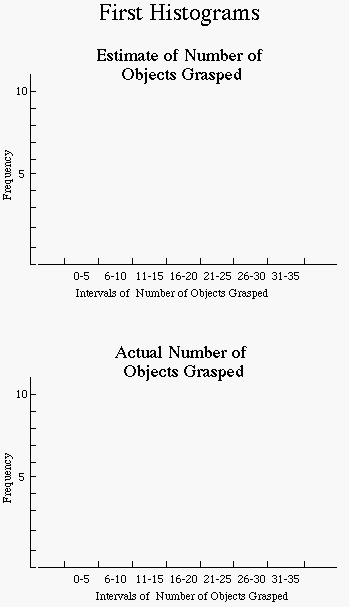 First Histograms
Estimate of Number of
Objects Grasped
10
5
Frequency
0-5 6-10 11-15 16-20 21-25 26-30 31-35
Intervals of Number of Objects Grasped
Actual Number of
Objects Grasped
10
5
Frequency
0-5 6-10 11-15 16-20 21-25 26-30 31-35
Intervals of Number of Objects Grasped